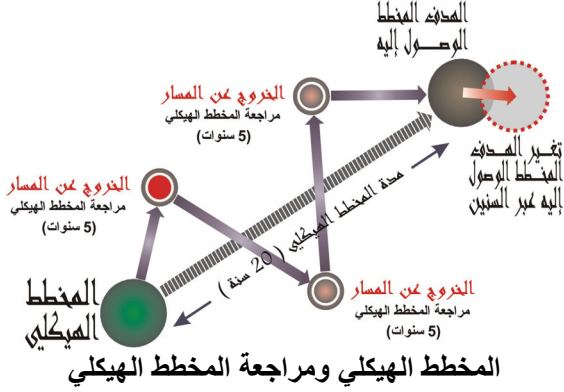 الهدف المخطط
الوصول إليه
الخروج عن المسار
مراجعة المخطط الهيكلي
(5 سنوات)
تغير الهدف
المخطط الوصول
إليه عبر السنين
الخروج عن المسار
مراجعة المخطط الهيكلي
(5 سنوات)
مدة المخطط الهيكلي ( 20 سنة )
الخروج عن المسار
مراجعة المخطط الهيكلي
(5 سنوات)
المخطط
الهيكلي
المخطط الهيكلي ومراجعة المخطط الهيكلي